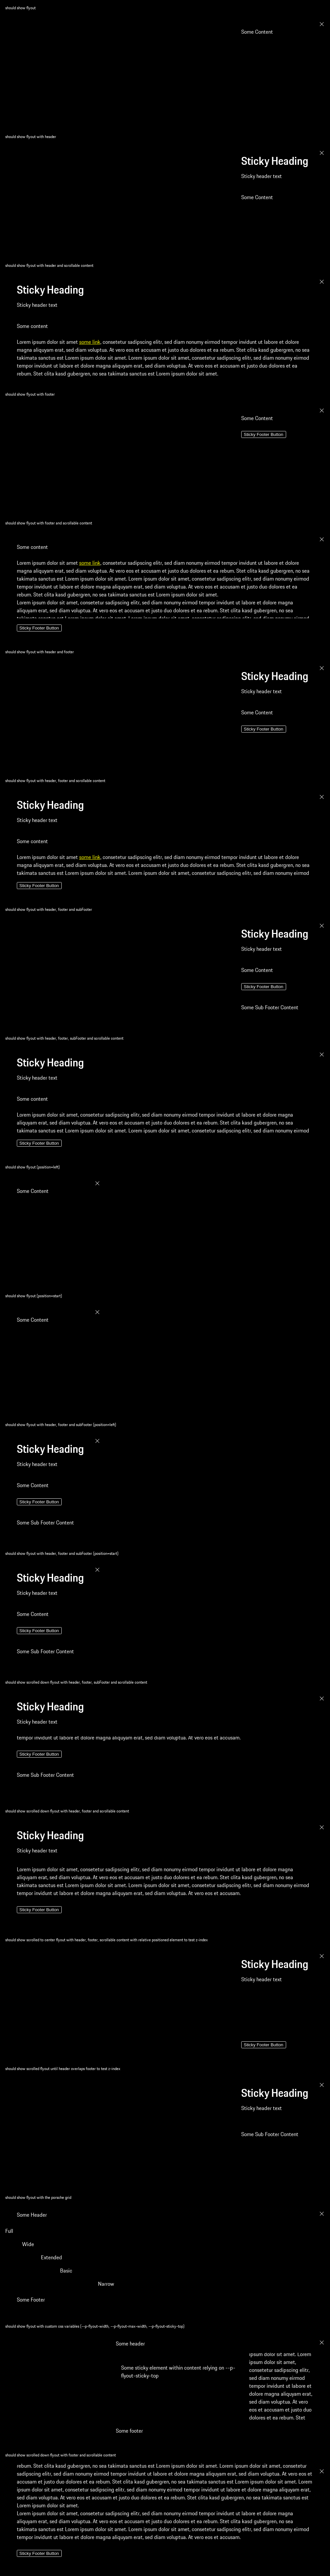 should show flyout
Some Content
should show flyout with header
Sticky Heading
Sticky header text
Some Content
should show flyout with header and scrollable content
Sticky Heading
Sticky header text
Some content
Lorem ipsum dolor sit amet some link, consetetur sadipscing elitr, sed diam nonumy eirmod tempor invidunt ut labore et dolore
magna aliquyam erat, sed diam voluptua. At vero eos et accusam et justo duo dolores et ea rebum. Stet clita kasd gubergren, no sea
takimata sanctus est Lorem ipsum dolor sit amet. Lorem ipsum dolor sit amet, consetetur sadipscing elitr, sed diam nonumy eirmod
tempor invidunt ut labore et dolore magna aliquyam erat, sed diam voluptua. At vero eos et accusam et justo duo dolores et ea
rebum. Stet clita kasd gubergren, no sea takimata sanctus est Lorem ipsum dolor sit amet.
should show flyout with footer
Some Content
Sticky Footer Button
should show flyout with footer and scrollable content
Some content
Lorem ipsum dolor sit amet some link, consetetur sadipscing elitr, sed diam nonumy eirmod tempor invidunt ut labore et dolore
magna aliquyam erat, sed diam voluptua. At vero eos et accusam et justo duo dolores et ea rebum. Stet clita kasd gubergren, no sea
takimata sanctus est Lorem ipsum dolor sit amet. Lorem ipsum dolor sit amet, consetetur sadipscing elitr, sed diam nonumy eirmod
tempor invidunt ut labore et dolore magna aliquyam erat, sed diam voluptua. At vero eos et accusam et justo duo dolores et ea
rebum. Stet clita kasd gubergren, no sea takimata sanctus est Lorem ipsum dolor sit amet.
Lorem ipsum dolor sit amet, consetetur sadipscing elitr, sed diam nonumy eirmod tempor invidunt ut labore et dolore magna
aliquyam erat, sed diam voluptua. At vero eos et accusam et justo duo dolores et ea rebum. Stet clita kasd gubergren, no sea
takimata sanctus est Lorem ipsum dolor sit amet. Lorem ipsum dolor sit amet, consetetur sadipscing elitr, sed diam nonumy eirmod
Sticky Footer Button
should show flyout with header and footer
Sticky Heading
Sticky header text
Some Content
Sticky Footer Button
should show flyout with header, footer and scrollable content
Sticky Heading
Sticky header text
Some content
Lorem ipsum dolor sit amet some link, consetetur sadipscing elitr, sed diam nonumy eirmod tempor invidunt ut labore et dolore
magna aliquyam erat, sed diam voluptua. At vero eos et accusam et justo duo dolores et ea rebum. Stet clita kasd gubergren, no sea
takimata sanctus est Lorem ipsum dolor sit amet. Lorem ipsum dolor sit amet, consetetur sadipscing elitr, sed diam nonumy eirmod
Sticky Footer Button
should show flyout with header, footer and subFooter
Sticky Heading
Sticky header text
Some Content
Sticky Footer Button
Some Sub Footer Content
should show flyout with header, footer, subFooter and scrollable content
Sticky Heading
Sticky header text
Some content
Lorem ipsum dolor sit amet, consetetur sadipscing elitr, sed diam nonumy eirmod tempor invidunt ut labore et dolore magna
aliquyam erat, sed diam voluptua. At vero eos et accusam et justo duo dolores et ea rebum. Stet clita kasd gubergren, no sea
takimata sanctus est Lorem ipsum dolor sit amet. Lorem ipsum dolor sit amet, consetetur sadipscing elitr, sed diam nonumy eirmod
Sticky Footer Button
should show flyout (position=left)
Some Content
should show flyout (position=start)
Some Content
should show flyout with header, footer and subFooter (position=left)
Sticky Heading
Sticky header text
Some Content
Sticky Footer Button
Some Sub Footer Content
should show flyout with header, footer and subFooter (position=start)
Sticky Heading
Sticky header text
Some Content
Sticky Footer Button
Some Sub Footer Content
should show scrolled down flyout with header, footer, subFooter and scrollable content
Sticky Heading
Sticky header text
tempor invidunt ut labore et dolore magna aliquyam erat, sed diam voluptua. At vero eos et accusam.
Sticky Footer Button
Some Sub Footer Content
should show scrolled down flyout with header, footer and scrollable content
Sticky Heading
Sticky header text
Lorem ipsum dolor sit amet, consetetur sadipscing elitr, sed diam nonumy eirmod tempor invidunt ut labore et dolore magna
aliquyam erat, sed diam voluptua. At vero eos et accusam et justo duo dolores et ea rebum. Stet clita kasd gubergren, no sea
takimata sanctus est Lorem ipsum dolor sit amet. Lorem ipsum dolor sit amet, consetetur sadipscing elitr, sed diam nonumy eirmod
tempor invidunt ut labore et dolore magna aliquyam erat, sed diam voluptua. At vero eos et accusam.
Sticky Footer Button
should show scrolled to center flyout with header, footer, scrollable content with relative positioned element to test z-index
Sticky Heading
Sticky header text
Sticky Footer Button
should show scrolled flyout until header overlaps footer to test z-index
Sticky Heading
Sticky header text
Some Sub Footer Content
should show flyout with the porsche grid
Some Header
Full
Wide
Extended
Basic
Narrow
Some Footer
should show flyout with custom css variables (--p-flyout-width, --p-flyout-max-width, --p-flyout-sticky-top)
Some header
Some sticky element within content relying on --p-
flyout-sticky-top
ipsum dolor sit amet. Lorem
ipsum dolor sit amet,
consetetur sadipscing elitr,
sed diam nonumy eirmod
tempor invidunt ut labore et
dolore magna aliquyam erat,
sed diam voluptua. At vero
eos et accusam et justo duo
dolores et ea rebum. Stet
Some footer
should show scrolled down flyout with footer and scrollable content
rebum. Stet clita kasd gubergren, no sea takimata sanctus est Lorem ipsum dolor sit amet. Lorem ipsum dolor sit amet, consetetur
sadipscing elitr, sed diam nonumy eirmod tempor invidunt ut labore et dolore magna aliquyam erat, sed diam voluptua. At vero eos et
accusam et justo duo dolores et ea rebum. Stet clita kasd gubergren, no sea takimata sanctus est Lorem ipsum dolor sit amet. Lorem
ipsum dolor sit amet, consetetur sadipscing elitr, sed diam nonumy eirmod tempor invidunt ut labore et dolore magna aliquyam erat,
sed diam voluptua. At vero eos et accusam et justo duo dolores et ea rebum. Stet clita kasd gubergren, no sea takimata sanctus est
Lorem ipsum dolor sit amet.
Lorem ipsum dolor sit amet, consetetur sadipscing elitr, sed diam nonumy eirmod tempor invidunt ut labore et dolore magna
aliquyam erat, sed diam voluptua. At vero eos et accusam et justo duo dolores et ea rebum. Stet clita kasd gubergren, no sea
takimata sanctus est Lorem ipsum dolor sit amet. Lorem ipsum dolor sit amet, consetetur sadipscing elitr, sed diam nonumy eirmod
tempor invidunt ut labore et dolore magna aliquyam erat, sed diam voluptua. At vero eos et accusam.
Sticky Footer Button